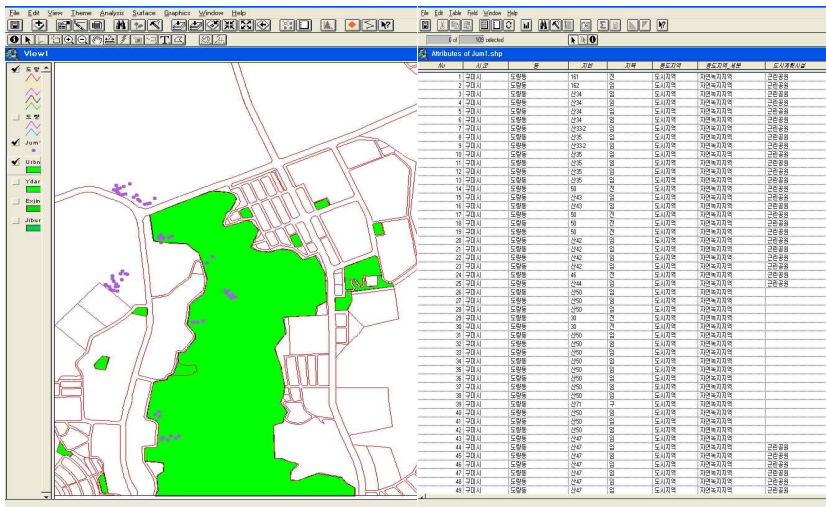 File Edit View Theme Analysis Surface Graphics Window Help
View1
도 량
도 량
Jum1
Urbn
Ydar
Jibur
File Edit Table Field Window Help
0 of 109 selected
Attributes of Jum1.shp
No 시군 동 지번 지목 용도지역 용도지역_세분 도시계획시설
1 구미시 도량동 161 전 도시지역 자연녹지지역 근린공원
2 구미시 도량동 162 임 도시지역 자연녹지지역 근린공원
3 구미시 도량동 산34 임 도시지역 자연녹지지역 근린공원
4 구미시 도량동 산34 임 도시지역 자연녹지지역 근린공원
5 구미시 도량동 산34 임 도시지역 자연녹지지역 근린공원
6 구미시 도량동 산34 임 도시지역 자연녹지지역 근린공원
7 구미시 도량동 산33-2 임 도시지역 자연녹지지역 근린공원
8 구미시 도량동 산35 임 도시지역 자연녹지지역 근린공원
9 구미시 도량동 산33-2 임 도시지역 자연녹지지역 근린공원
10 구미시 도량동 산35 임 도시지역 자연녹지지역 근린공원
11 구미시 도량동 산35 임 도시지역 자연녹지지역 근린공원
12 구미시 도량동 산35 임 도시지역 자연녹지지역 근린공원
13 구미시 도량동 산35 임 도시지역 자연녹지지역 근린공원
14 구미시 도량동 50 전 도시지역 자연녹지지역 근린공원
15 구미시 도량동 산43 임 도시지역 자연녹지지역 근린공원
16 구미시 도량동 산43 임 도시지역 자연녹지지역 근린공원
17 구미시 도량동 50 전 도시지역 자연녹지지역 근린공원
18 구미시 도량동 50 전 도시지역 자연녹지지역 근린공원
19 구미시 도량동 50 전 도시지역 자연녹지지역 근린공원
20 구미시 도량동 산42 임 도시지역 자연녹지지역 근린공원
21 구미시 도량동 산42 임 도시지역 자연녹지지역 근린공원
22 구미시 도량동 산42 임 도시지역 자연녹지지역 근린공원
23 구미시 도량동 산42 임 도시지역 자연녹지지역 근린공원
24 구미시 도량동 46 전 도시지역 자연녹지지역 근린공원
25 구미시 도량동 산44 임 도시지역 자연녹지지역 근린공원
26 구미시 도량동 산50 임 도시지역 자연녹지지역
27 구미시 도량동 산50 임 도시지역 자연녹지지역
28 구미시 도량동 산50 임 도시지역 자연녹지지역
29 구미시 도량동 30 전 도시지역 자연녹지지역
30 구미시 도량동 30 전 도시지역 자연녹지지역
31 구미시 도량동 산50 임 도시지역 자연녹지지역
32 구미시 도량동 산50 임 도시지역 자연녹지지역
33 구미시 도량동 산50 임 도시지역 자연녹지지역
34 구미시 도량동 산50 임 도시지역 자연녹지지역
35 구미시 도량동 산50 임 도시지역 자연녹지지역
36 구미시 도량동 산50 임 도시지역 자연녹지지역
37 구미시 도량동 산50 임 도시지역 자연녹지지역
38 구미시 도량동 산50 임 도시지역 자연녹지지역
39 구미시 도량동 산71 구 도시지역 자연녹지지역
40 구미시 도량동 산50 임 도시지역 자연녹지지역
41 구미시 도량동 산50 임 도시지역 자연녹지지역
42 구미시 도량동 산50 임 도시지역 자연녹지지역
43 구미시 도량동 산47 임 도시지역 자연녹지지역
44 구미시 도량동 산47 임 도시지역 자연녹지지역 근린공원
45 구미시 도량동 산47 임 도시지역 자연녹지지역 근린공원
46 구미시 도량동 산47 임 도시지역 자연녹지지역 근린공원
47 구미시 도량동 산47 임 도시지역 자연녹지지역 근린공원
48 구미시 도량동 산47 임 도시지역 자연녹지지역 근린공원
49 구미시 도량동 산47 임 도시지역 자연녹지지역 근린공원